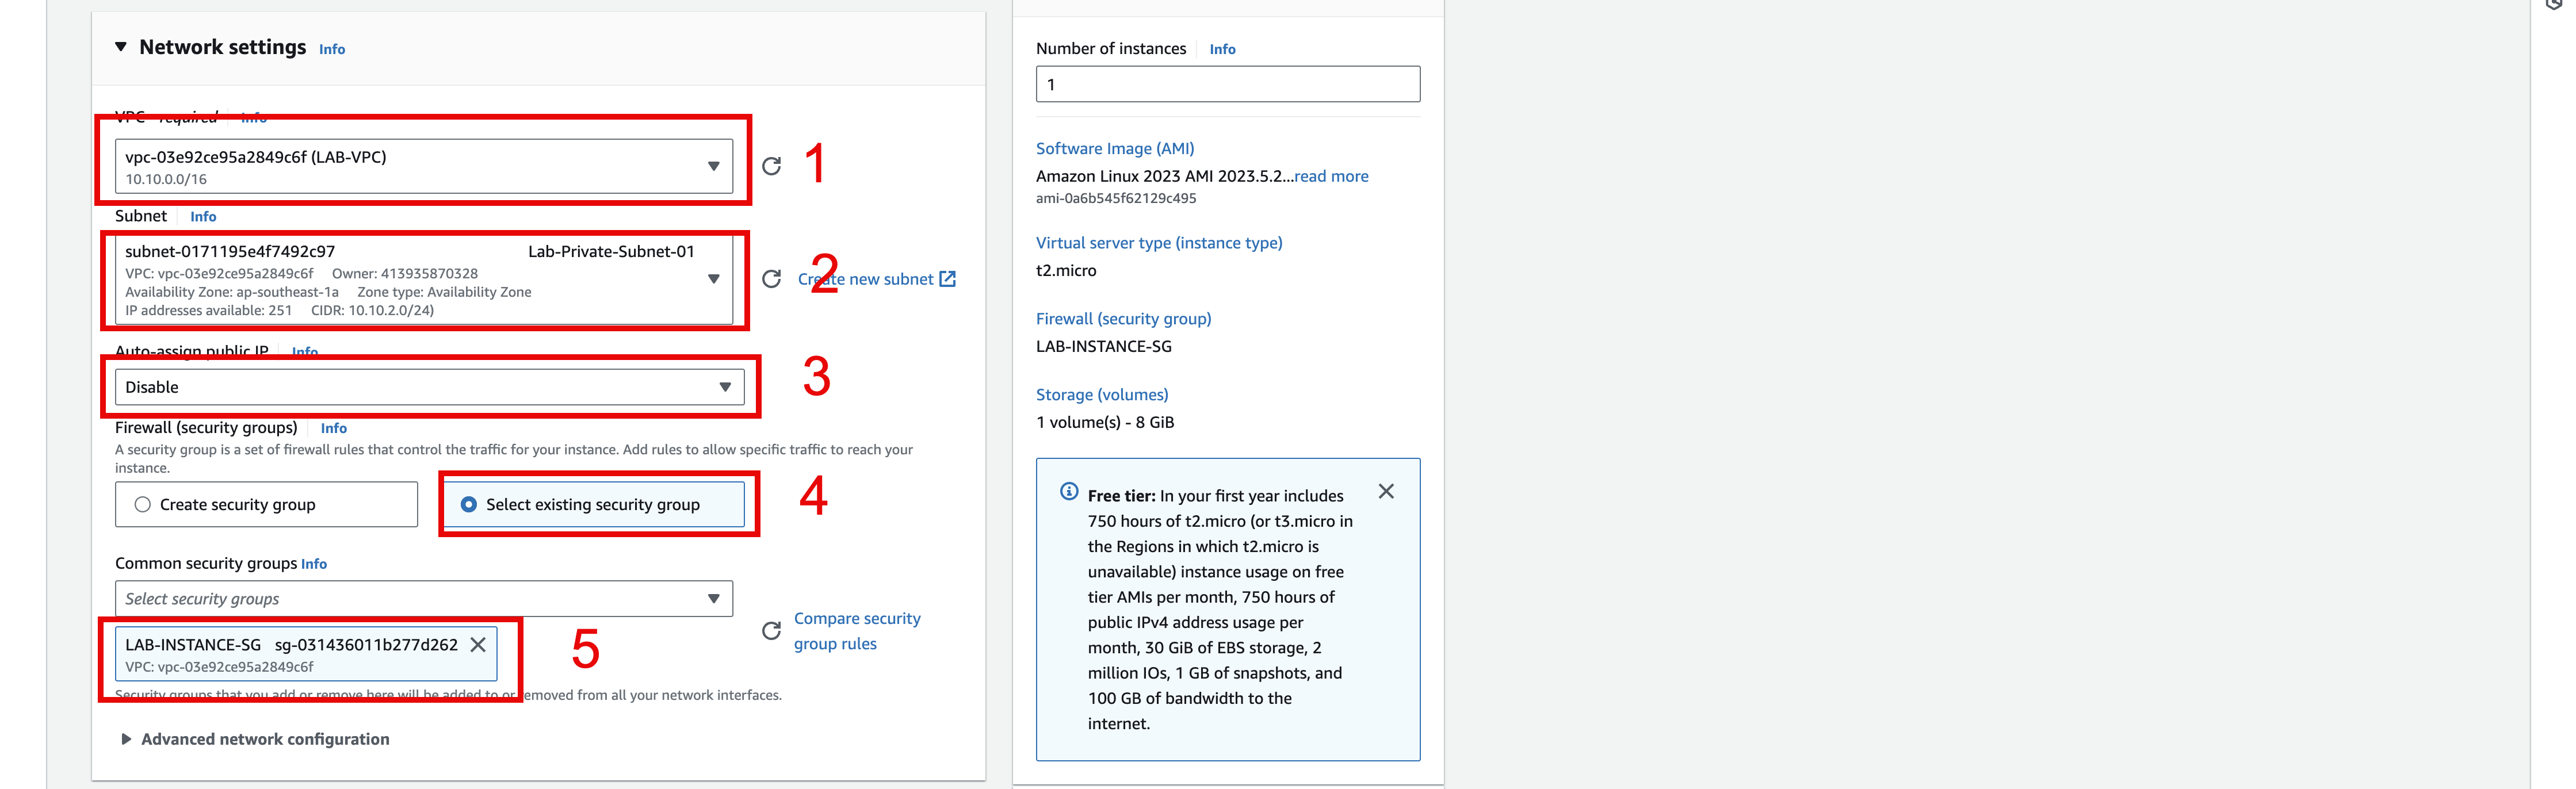 Network settings Info
VPC - required Info
vpc-03e92ce95a2849c6f (LAB-VPC)
10.10.0.0/16
1
Subnet Info
subnet-0171195e4f7492c97 Lab-Private-Subnet-01
VPC: vpc-03e92ce95a2849c6f Owner: 413935870328
Availability Zone: ap-southeast-1a Zone type: Availability Zone
IP addresses available: 251 CIDR: 10.10.2.0/24)
2
Create new subnet
Auto-assign public IP Info
Disable
3
Firewall (security groups) Info
A security group is a set of firewall rules that control the traffic for your instance. Add rules to allow specific traffic to reach your
instance.
Create security group
Select existing security group
4
Common security groups Info
Select security groups
LAB-INSTANCE-SG sg-031436011b277d262
VPC: vpc-03e92ce95a2849c6f
5
Compare security
group rules
Security groups that you add or remove here will be added to or removed from all your network interfaces.
Advanced network configuration
Number of instances Info
1
Software Image (AMI)
Amazon Linux 2023 AMI 2023.5.2...read more
ami-0a6b545f62129c495
Virtual server type (instance type)
t2.micro
Firewall (security group)
LAB-INSTANCE-SG
Storage (volumes)
1 volume(s) - 8 GiB
Free tier: In your first year includes
750 hours of t2.micro (or t3.micro in
the Regions in which t2.micro is
unavailable) instance usage on free
tier AMIs per month, 750 hours of
public IPv4 address usage per
month, 30 GiB of EBS storage, 2
million IOs, 1 GB of snapshots, and
100 GB of bandwidth to the
internet.